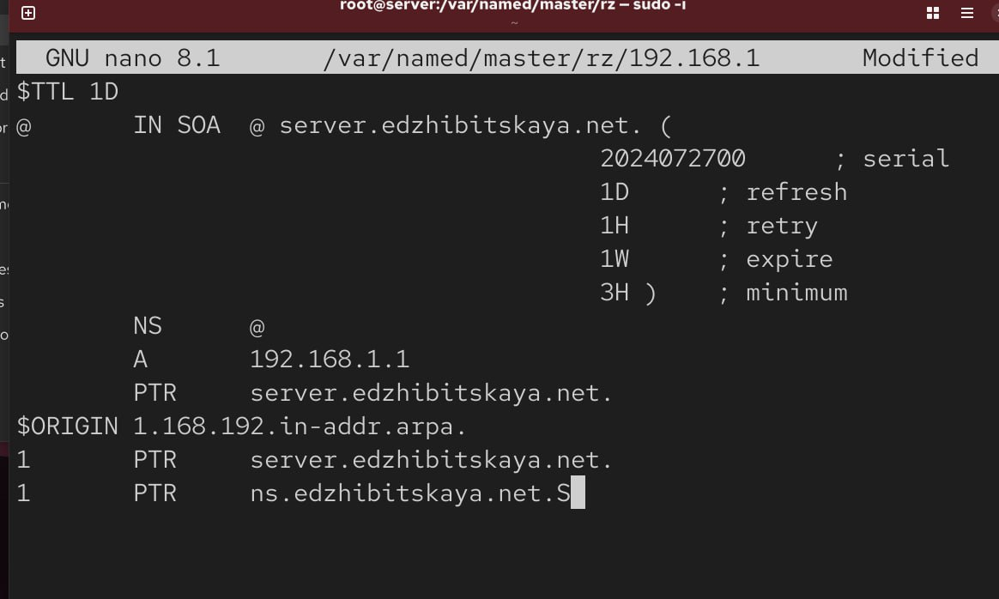 root@server:/var/named/master/rz — sudo -i
~
GNU nano 8.1 /var/named/master/rz/192.168.1 Modified
$TTL 1D
@ IN SOA @ server.edzhibitskaya.net. (
2024072700 ; serial
1D ; refresh
1H ; retry
1W ; expire
3H ) ; minimum
NS @
A 192.168.1.1
PTR server.edzhibitskaya.net.
$ORIGIN 1.168.192.in-addr.arpa.
1 PTR server.edzhibitskaya.net.
1 PTR ns.edzhibitskaya.net.S